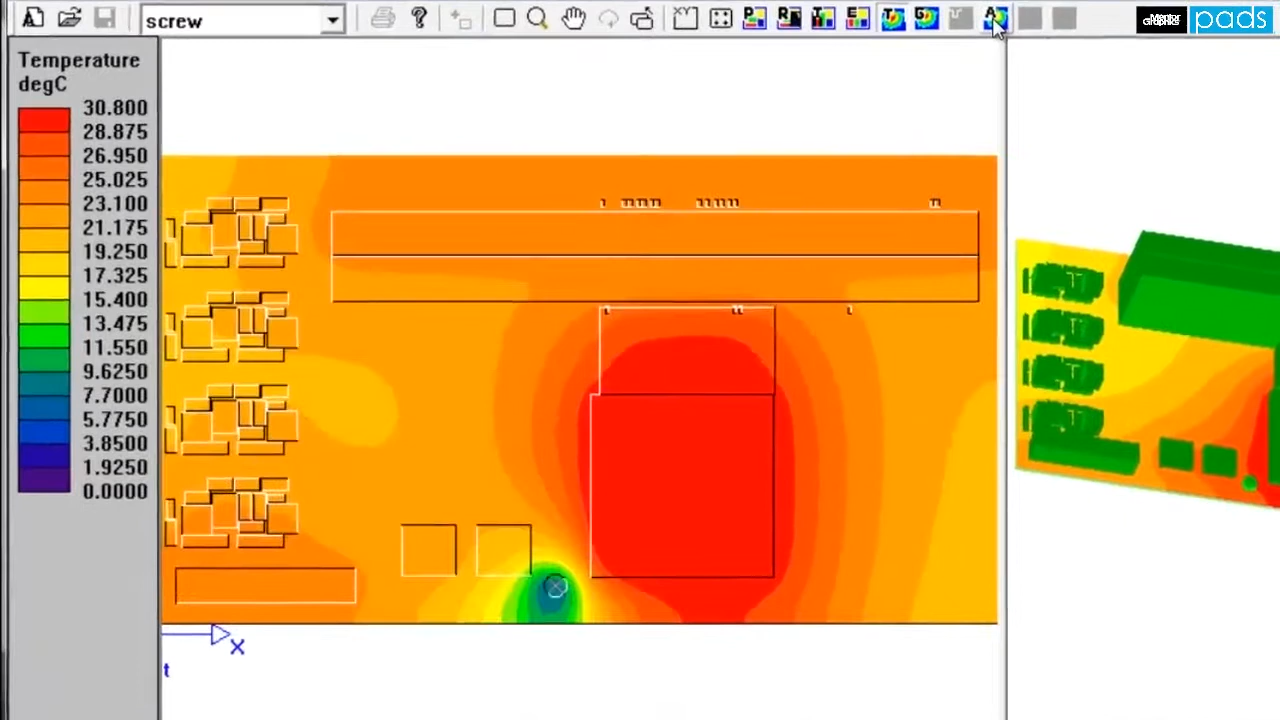 screw
Mentor Graphics
pads
Temperature
degC
30.800
28.875
26.950
25.025
23.100
21.175
19.250
17.325
15.400
13.475
11.550
9.6250
7.7000
5.7750
3.8500
1.9250
0.0000
X
t